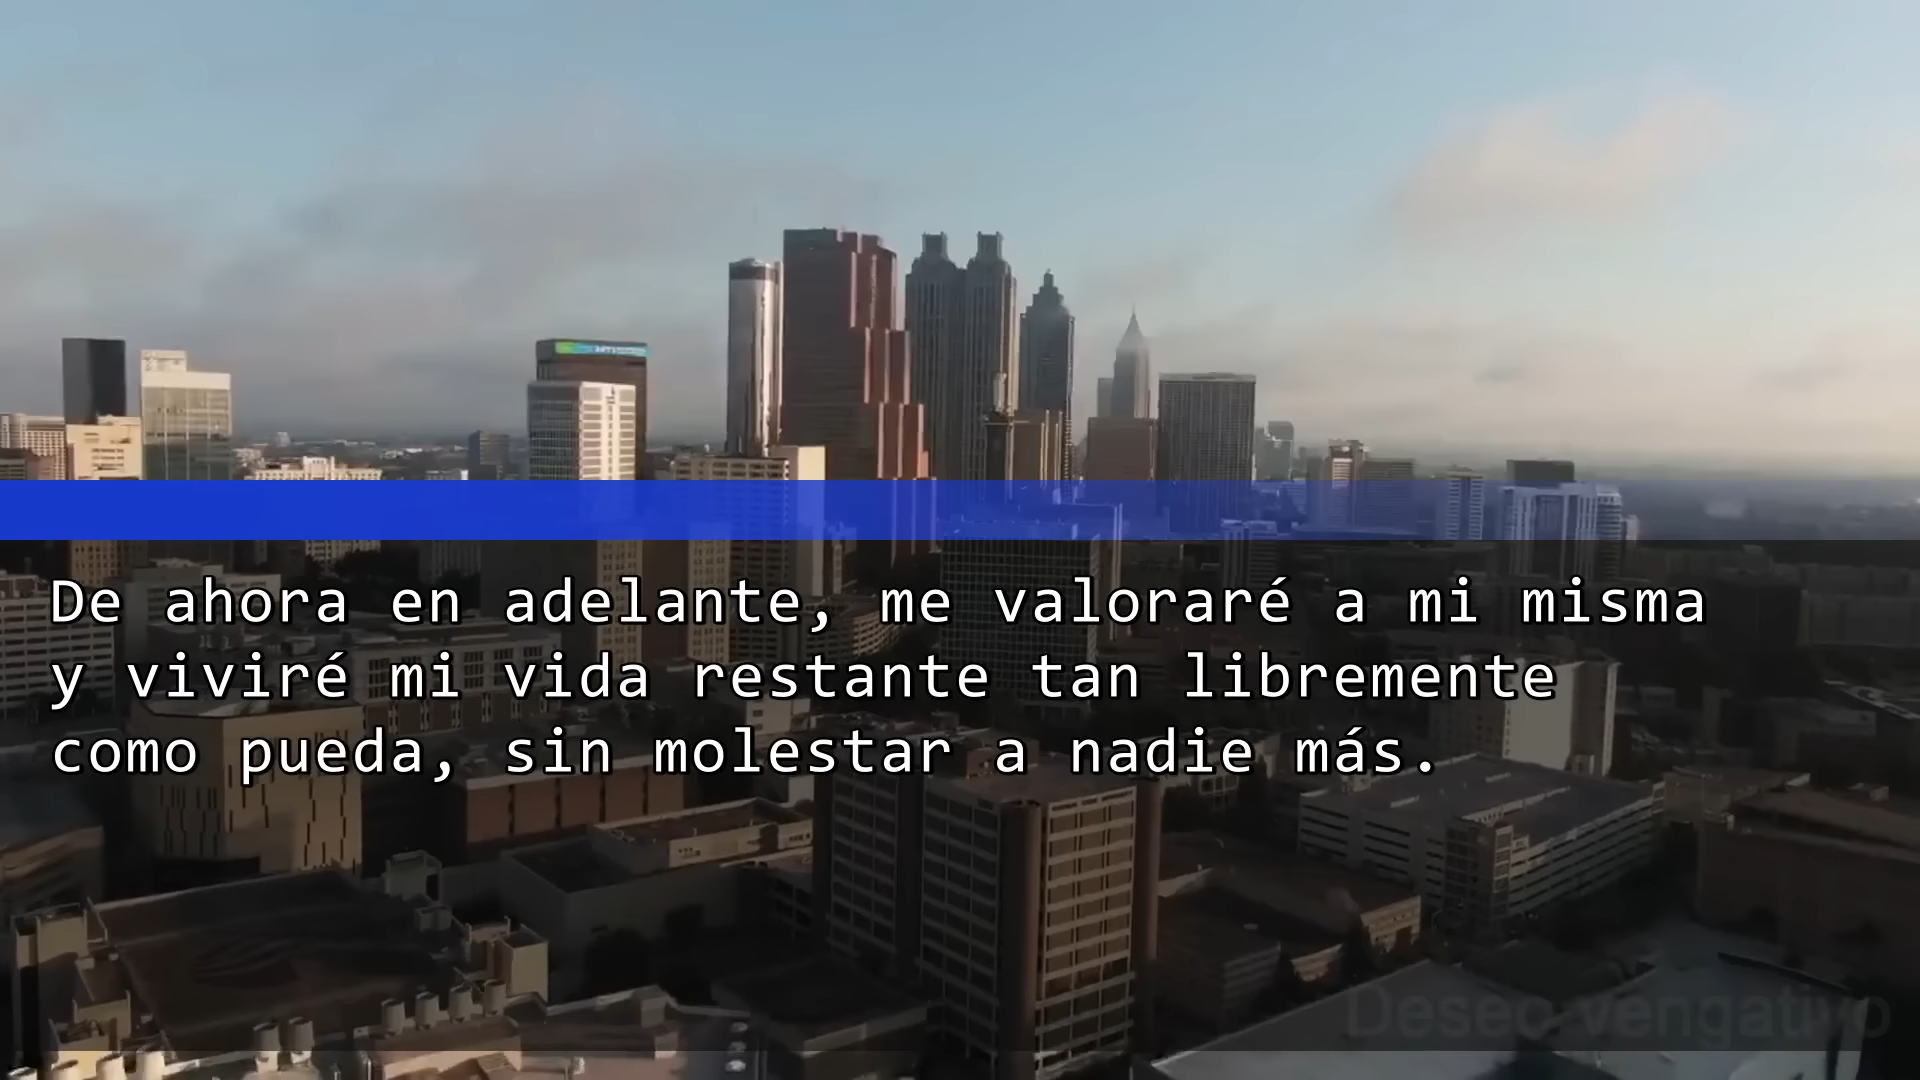 De ahora en adelante, me valoraré a mi misma
y viviré mi vida restante tan libremente
como pueda, sin molestar a nadie más.
Deseo vengativo